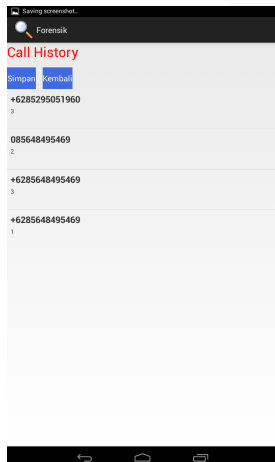 Saving screenshot..
Forensik
Call History
Simpan Kembali
+6285295051960
3
085648495469
2
+6285648495469
3
+6285648495469
1